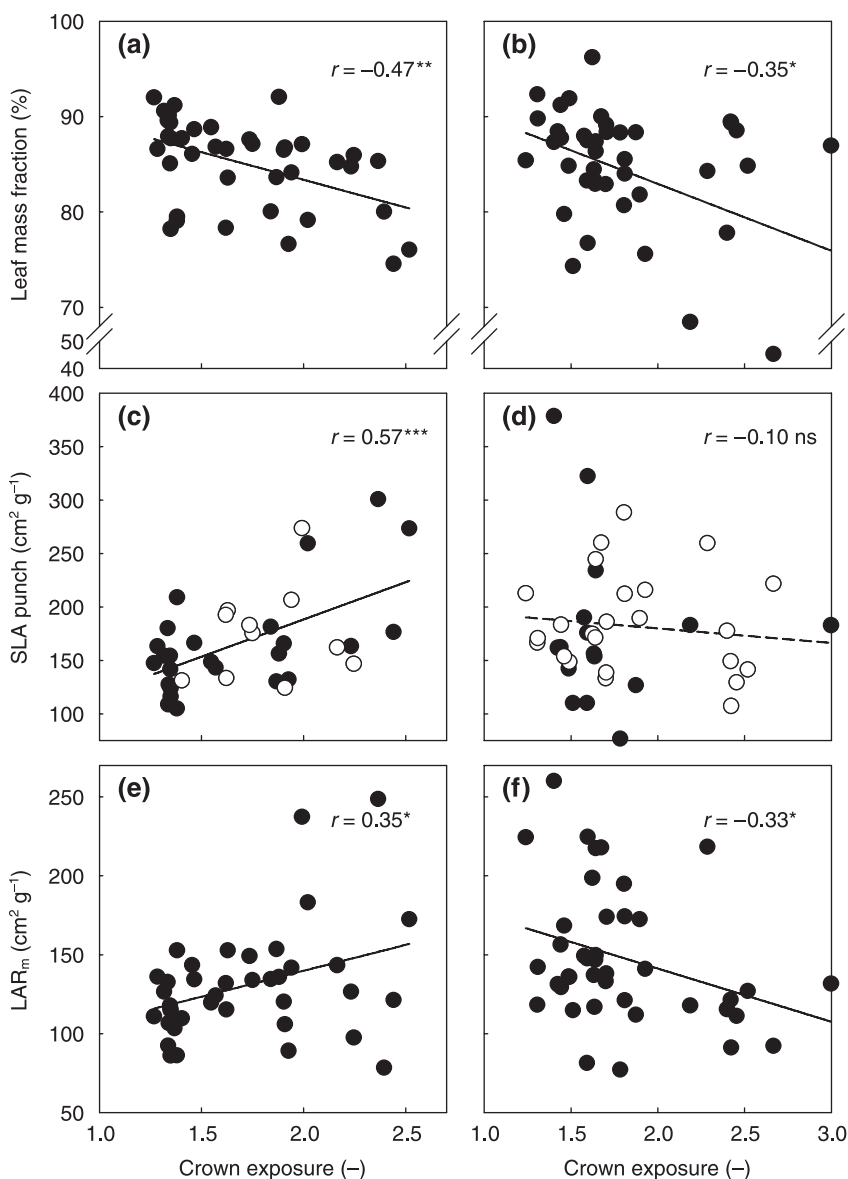 100
90
80
70
50
40
Leaf mass fraction (%)
(a)
r = −0.47**
(b)
r = −0.35*
400
350
300
250
200
150
100
SLA punch (cm² g⁻¹)
(c)
r = 0.57***
(d)
r = −0.10 ns
250
200
150
100
50
LARm (cm² g⁻¹)
(e)
r = 0.35*
(f)
r = −0.33*
1.0 1.5 2.0 2.5
1.0 1.5 2.0 2.5 3.0
Crown exposure (–)
Crown exposure (–)